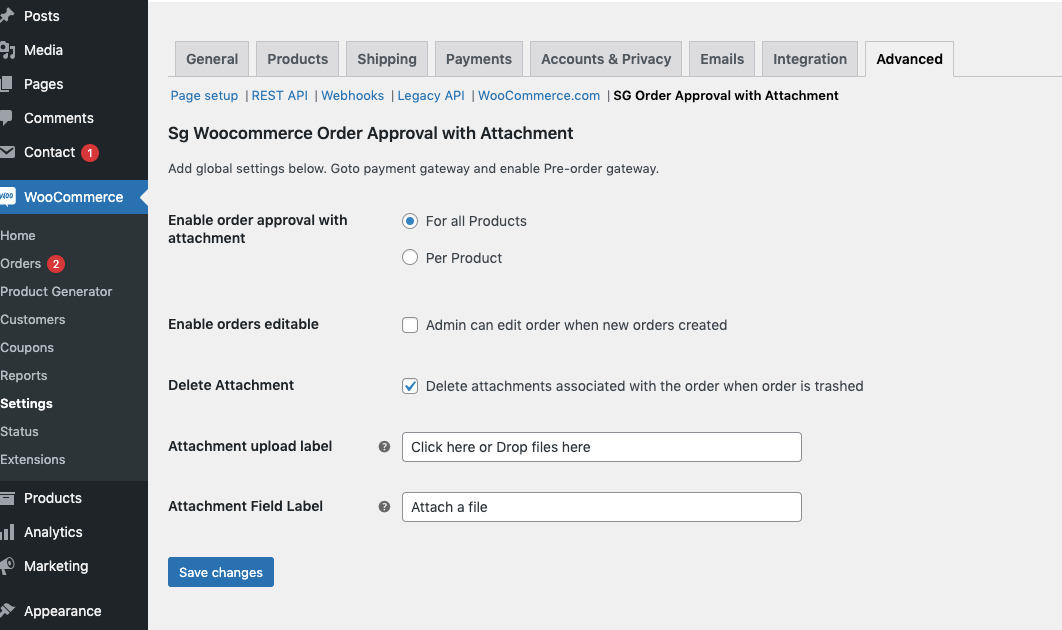 Posts
Media
Pages
Comments
Contact 1
woo WooCommerce
Home
Orders 2
Product Generator
Customers
Coupons
Reports
Settings
Status
Extensions
Products
Analytics
Marketing
Appearance
General Products Shipping Payments Accounts & Privacy Emails Integration Advanced
Page setup | REST API | Webhooks | Legacy API | WooCommerce.com | SG Order Approval with Attachment
Sg Woocommerce Order Approval with Attachment
Add global settings below. Goto payment gateway and enable Pre-order gateway.
Enable order approval with
attachment
For all Products
Per Product
Enable orders editable
Admin can edit order when new orders created
Delete Attachment
Delete attachments associated with the order when order is trashed
Attachment upload label ?
Click here or Drop files here
Attachment Field Label ?
Attach a file
Save changes